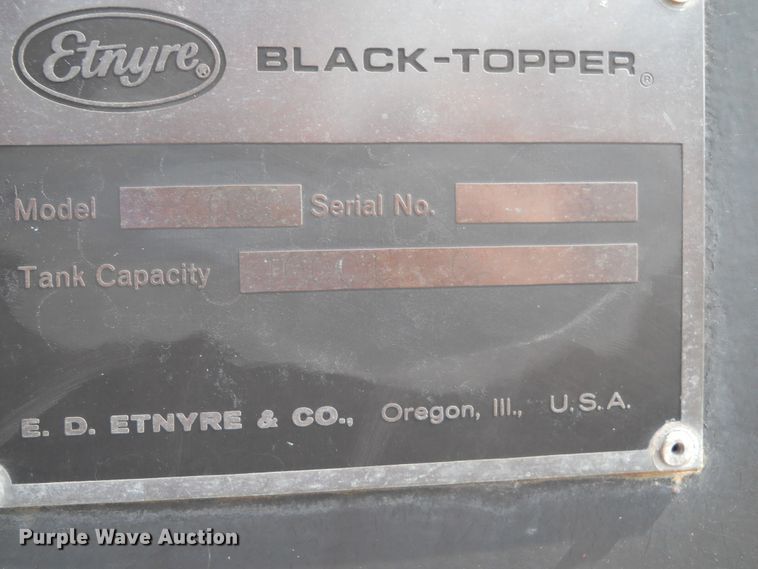 Etnyre® BLACK-TOPPER®
Model Serial No.
Tank Capacity
E. D. ETNYRE & CO., Oregon, Ill., U.S.A.
Purple Wave Auction